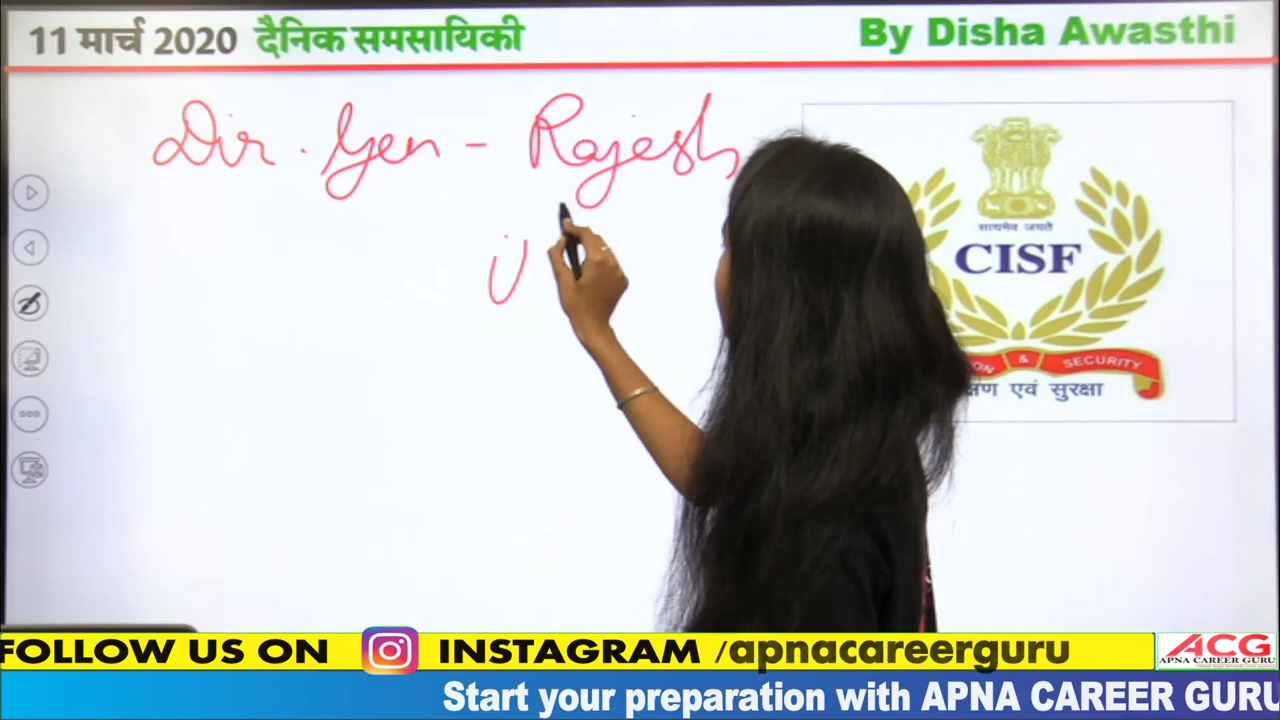 11 मार्च 2020 दैनिक समसामयिकी By Disha Awasthi
Dir. Gen - Rajesh
सत्यमेव जयते
CISF
& SECURITY
एवं सुरक्षा
FOLLOW US ON INSTAGRAM /apnacareerguru
ACG
APNA CAREER GURU
Start your preparation with APNA CAREER GURU